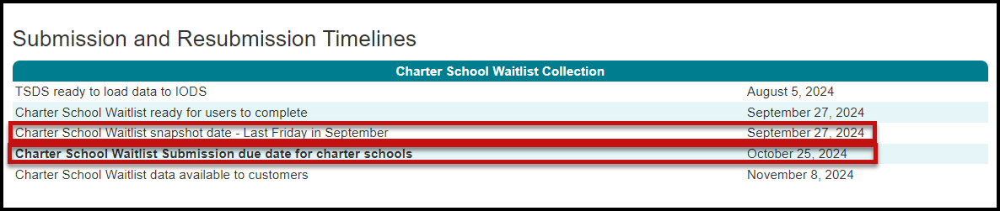 Submission and Resubmission Timelines
Charter School Waitlist Collection
TSDS ready to load data to IODS August 5, 2024
Charter School Waitlist ready for users to complete September 27, 2024
Charter School Waitlist snapshot date - Last Friday in September September 27, 2024
Charter School Waitlist Submission due date for charter schools October 25, 2024
Charter School Waitlist data available to customers November 8, 2024